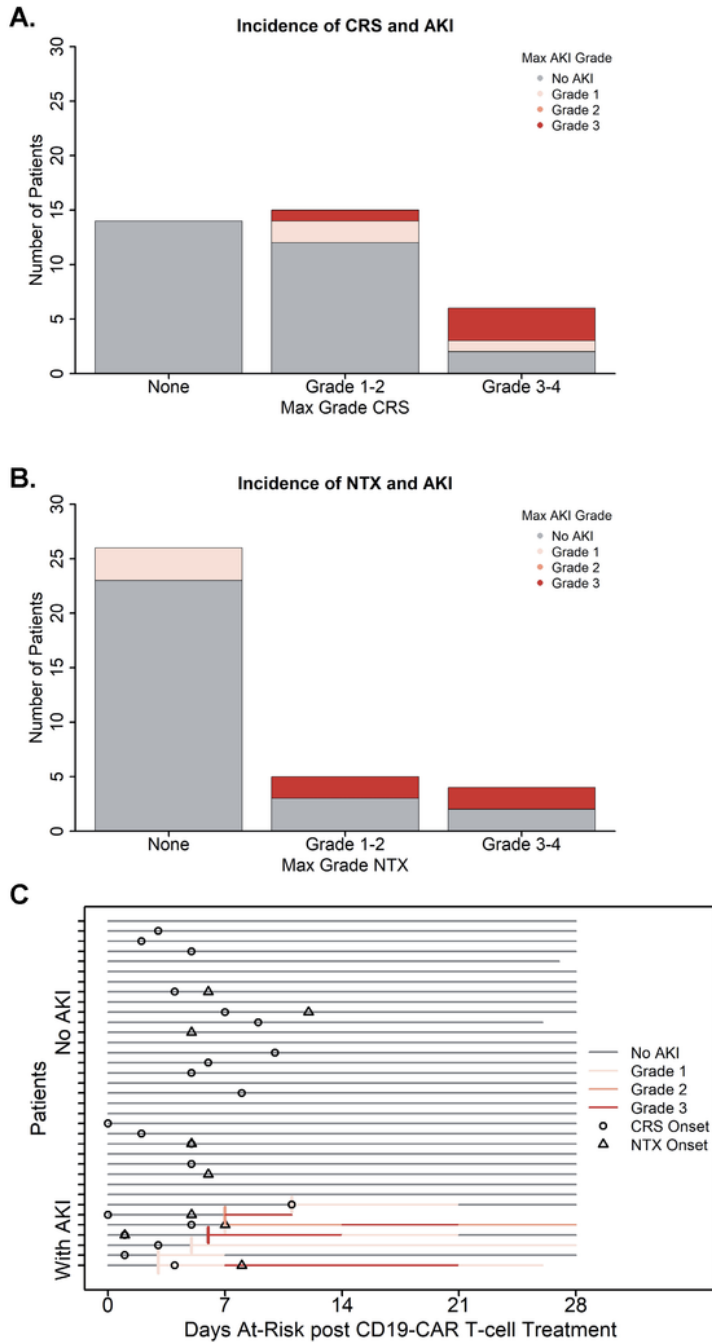 A.
Incidence of CRS and AKI
30
25
20
15
10
5
0
Number of Patients
Max AKI Grade
No AKI
Grade 1
Grade 2
Grade 3
None
Grade 1-2
Grade 3-4
Max Grade CRS
B.
Incidence of NTX and AKI
30
25
20
15
10
5
0
Number of Patients
Max AKI Grade
No AKI
Grade 1
Grade 2
Grade 3
None
Grade 1-2
Grade 3-4
Max Grade NTX
C
Patients
No AKI
With AKI
No AKI
Grade 1
Grade 2
Grade 3
CRS Onset
NTX Onset
0
7
14
21
28
Days At-Risk post CD19-CAR T-cell Treatment